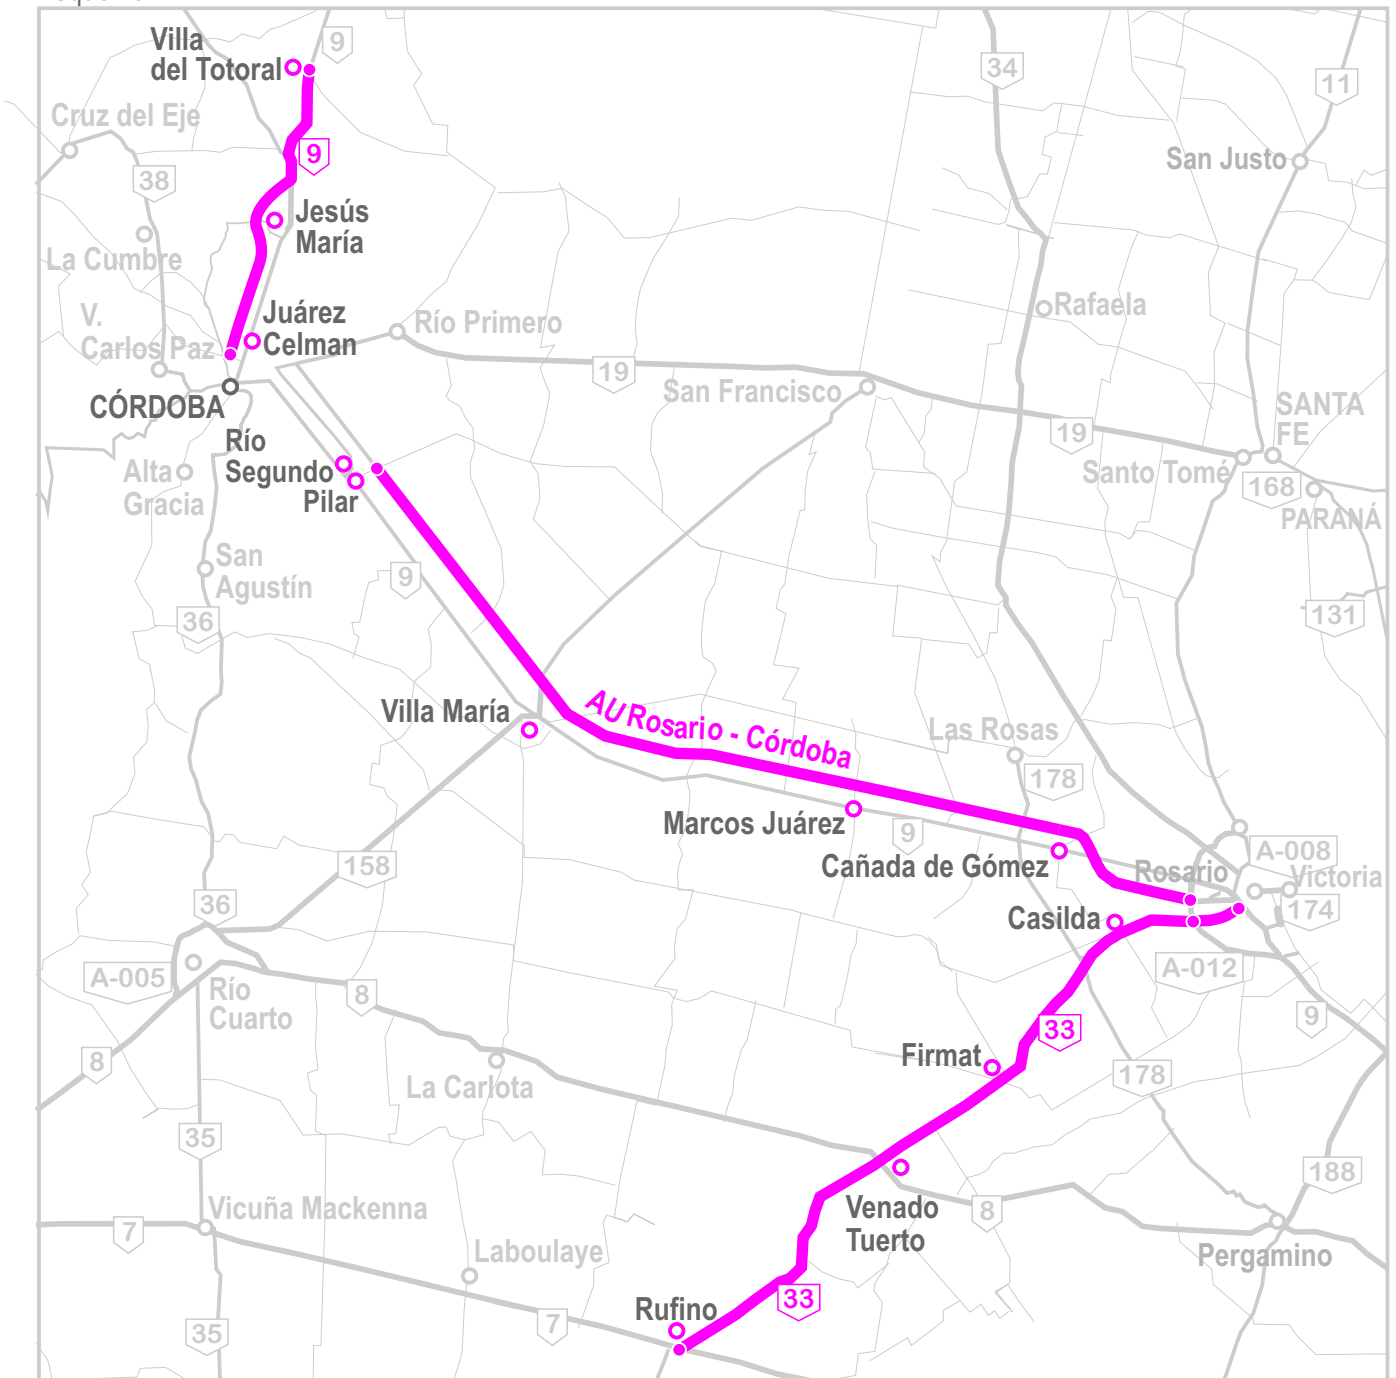 Villa
del Totoral
9
34
11
Cruz del Eje
9
San Justo
38
Jesús
María
La Cumbre
V.
Carlos Paz
Juárez
Celman
Río Primero
Rafaela
19
San Francisco
CÓRDOBA
SANTA
FE
19
Río
Segundo
Pilar
Alta
Gracia
Santo Tomé
168
PARANÁ
San
Agustín
9
36
131
Villa María
AU Rosario - Córdoba
Las Rosas
178
Marcos Juárez
9
Cañada de Gómez
A-008
158
Rosario
Victoria
36
174
Casilda
A-005
A-012
Río
Cuarto
8
9
33
8
Firmat
La Carlota
178
35
188
Vicuña Mackenna
Venado
Tuerto
8
7
Laboulaye
Pergamino
33
Rufino
7
35